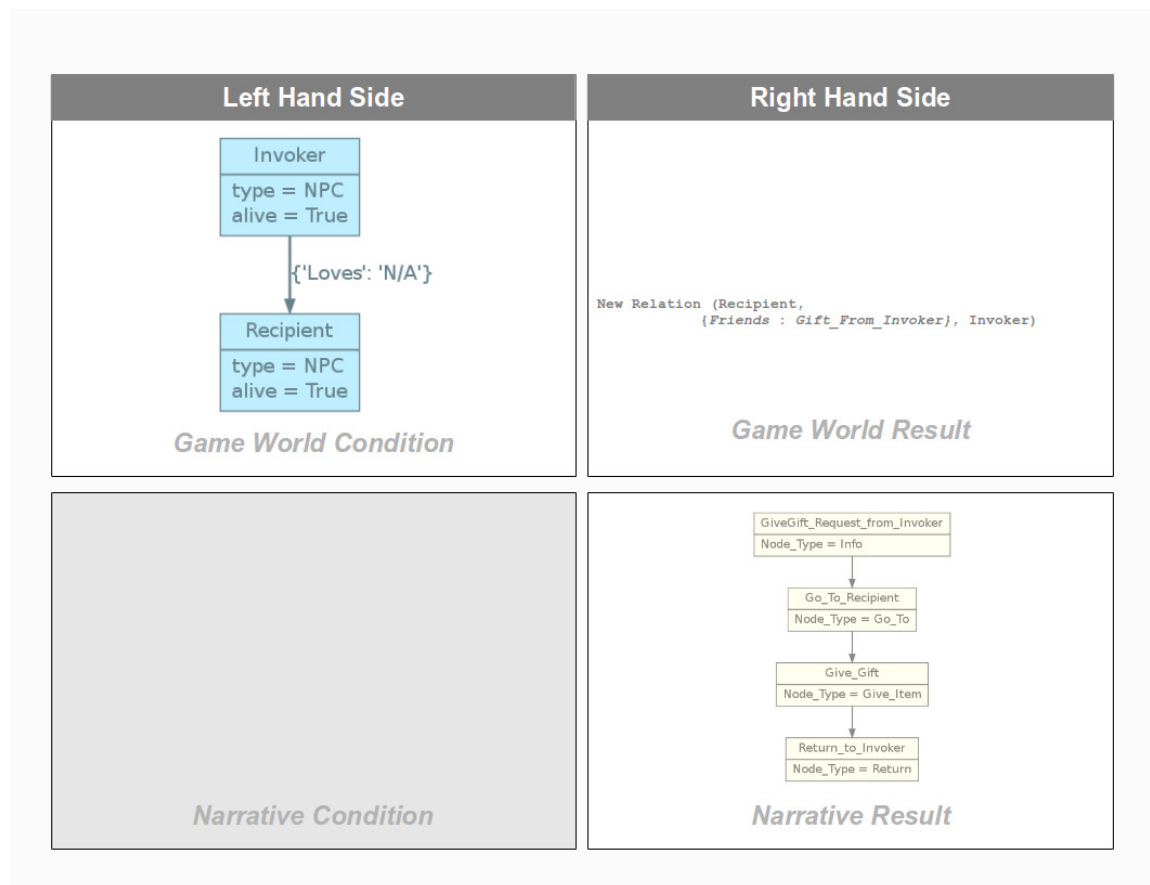 Left Hand Side
Right Hand Side
Invoker
type = NPC
alive = True
{'Loves': 'N/A'}
Recipient
type = NPC
alive = True
Game World Condition
New Relation (Recipient,
{Friends : Gift_From_Invoker}, Invoker)
Game World Result
Narrative Condition
GiveGift_Request_from_Invoker
Node_Type = Info
Go_To_Recipient
Node_Type = Go_To
Give_Gift
Node_Type = Give_Item
Return_to_Invoker
Node_Type = Return
Narrative Result